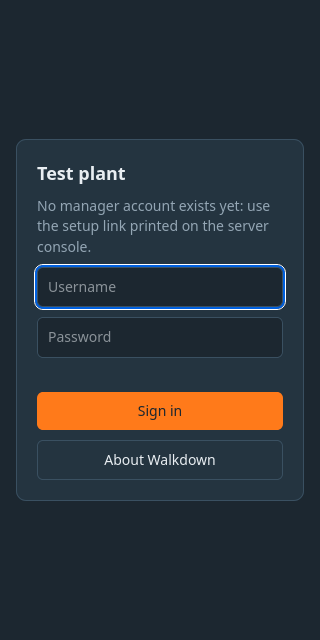 Test plant
No manager account exists yet: use
the setup link printed on the server
console.
Username
Password
Sign in
About Walkdown